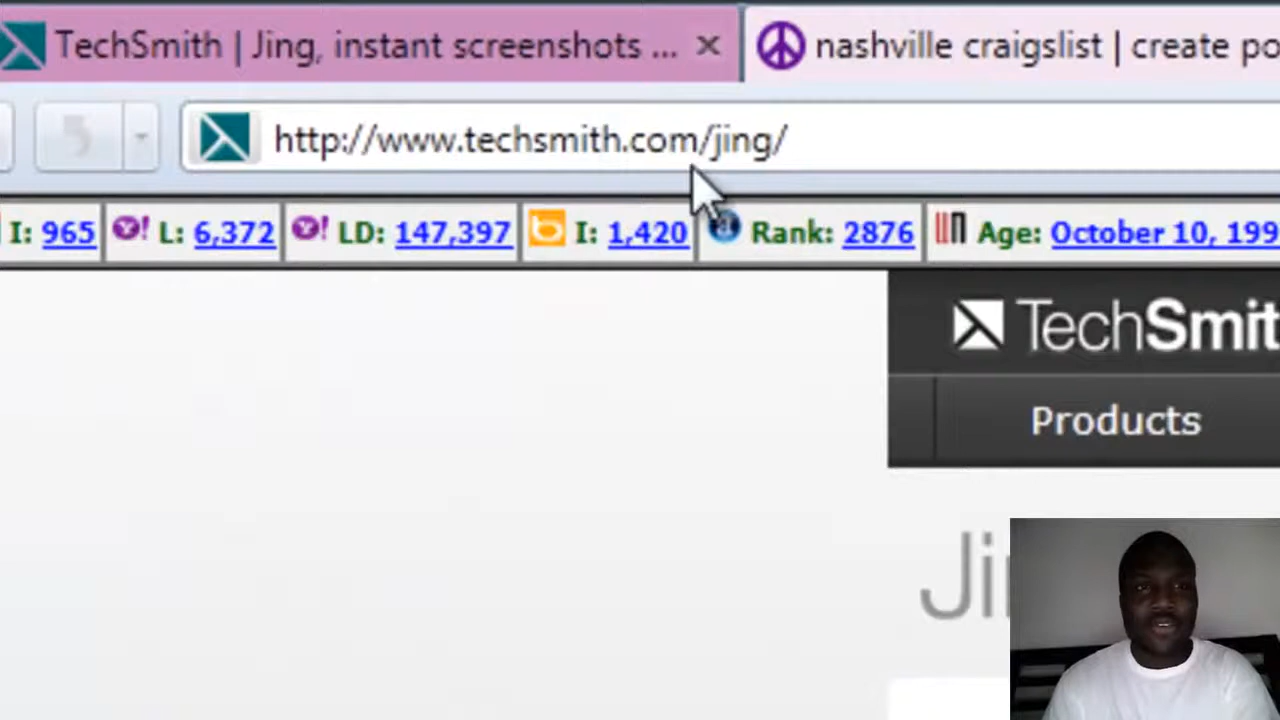 TechSmith | Jing, instant screenshots ... nashville craigslist | create po
http://www.techsmith.com/jing/
I: 965 L: 6,372 LD: 147,397 I: 1,420 Rank: 2876 Age: October 10, 199
TechSmit
Products
Ji